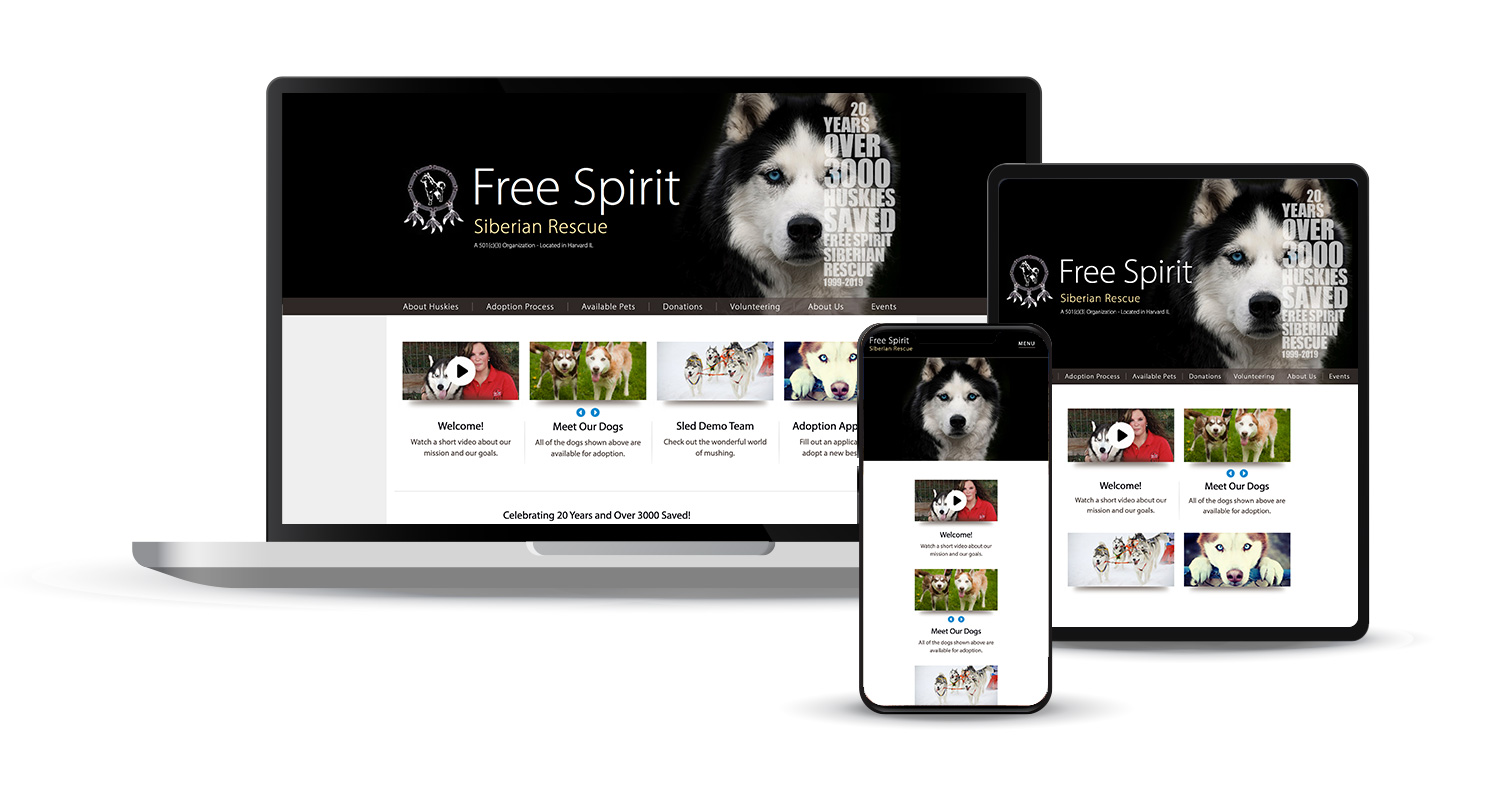 20
YEARS
OVER
3000
HUSKIES
SAVED
FREE SPIRIT
SIBERIAN
RESCUE
1999-2019
Free Spirit
Siberian Rescue
A 501(c)(3) Organization - Located in Harvard IL
About Huskies | Adoption Process | Available Pets | Donations | Volunteering | About Us | Events
Welcome!
Watch a short video about our
mission and our goals.
Meet Our Dogs
All of the dogs shown above are
available for adoption.
Sled Demo Team
Check out the wonderful world
of mushing.
Adoption App
Fill out an applica
adopt a new bes
Celebrating 20 Years and Over 3000 Saved!
20
YEARS
OVER
3000
HUSKIES
SAVED
FREE SPIRIT
SIBERIAN
RESCUE
1999-2019
Free Spirit
Siberian Rescue
A 501(c)(3) Organization - Located in Harvard IL
| Adoption Process | Available Pets | Donations | Volunteering | About Us | Events
Welcome!
Watch a short video about our
mission and our goals.
Meet Our Dogs
All of the dogs shown above are
available for adoption.
Free Spirit
Siberian Rescue
MENU
Welcome!
Watch a short video about our
mission and our goals.
Meet Our Dogs
All of the dogs shown above are
available for adoption.